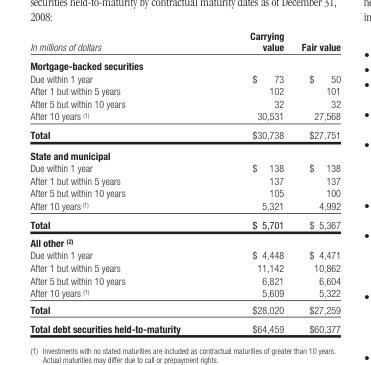 securities held-to-maturity by contractual maturity dates as of December 31,
2008:
In millions of dollars Carrying value Fair value
Mortgage-backed securities
Due within 1 year $ 73 $ 50
After 1 but within 5 years 102 101
After 5 but within 10 years 32 32
After 10 years (1) 30,531 27,568
Total $30,738 $27,751
State and municipal
Due within 1 year $ 138 $ 138
After 1 but within 5 years 137 137
After 5 but within 10 years 105 100
After 10 years (1) 5,321 4,992
Total $ 5,701 $ 5,367
All other (2)
Due within 1 year $ 4,448 $ 4,471
After 1 but within 5 years 11,142 10,862
After 5 but within 10 years 6,821 6,604
After 10 years (1) 5,609 5,322
Total $28,020 $27,259
Total debt securities held-to-maturity $64,459 $60,377
(1) Investments with no stated maturities are included as contractual maturities of greater than 10 years.
Actual maturities may differ due to call or prepayment rights.